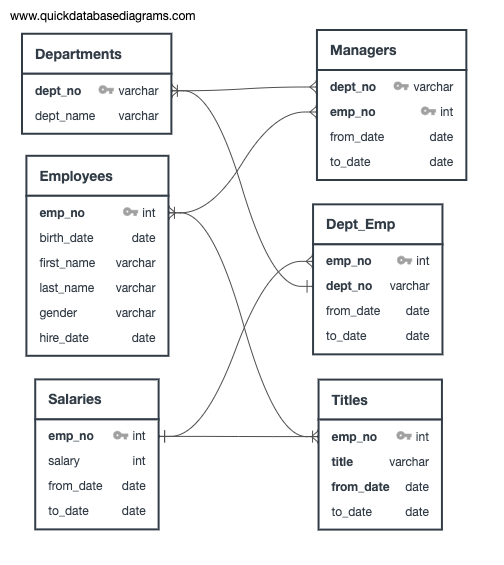 www.quickdatabasediagrams.com
Departments
dept_no varchar
dept_name varchar
Managers
dept_no varchar
emp_no int
from_date date
to_date date
Employees
emp_no int
birth_date date
first_name varchar
last_name varchar
gender varchar
hire_date date
Dept_Emp
emp_no int
dept_no varchar
from_date date
to_date date
Salaries
emp_no int
salary int
from_date date
to_date date
Titles
emp_no int
title varchar
from_date date
to_date date